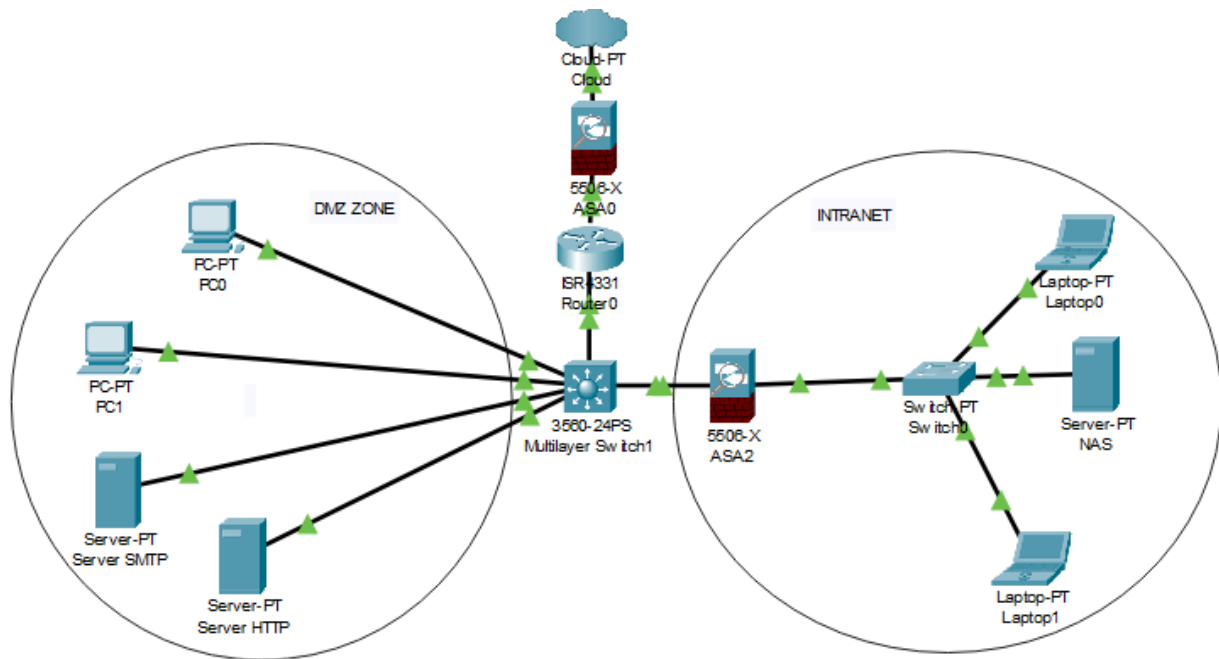 Cloud-PT
Cloud
5506-X
ASA0
DMZ ZONE
INTRANET
PC-PT
PC0
ISR4331
Router0
Laptop-PT
Laptop0
PC-PT
PC1
3560-24PS
Multilayer Switch1
5506-X
ASA2
Switch-PT
Switch0
Server-PT
NAS
Server-PT
Server SMTP
Server-PT
Server HTTP
Laptop-PT
Laptop1